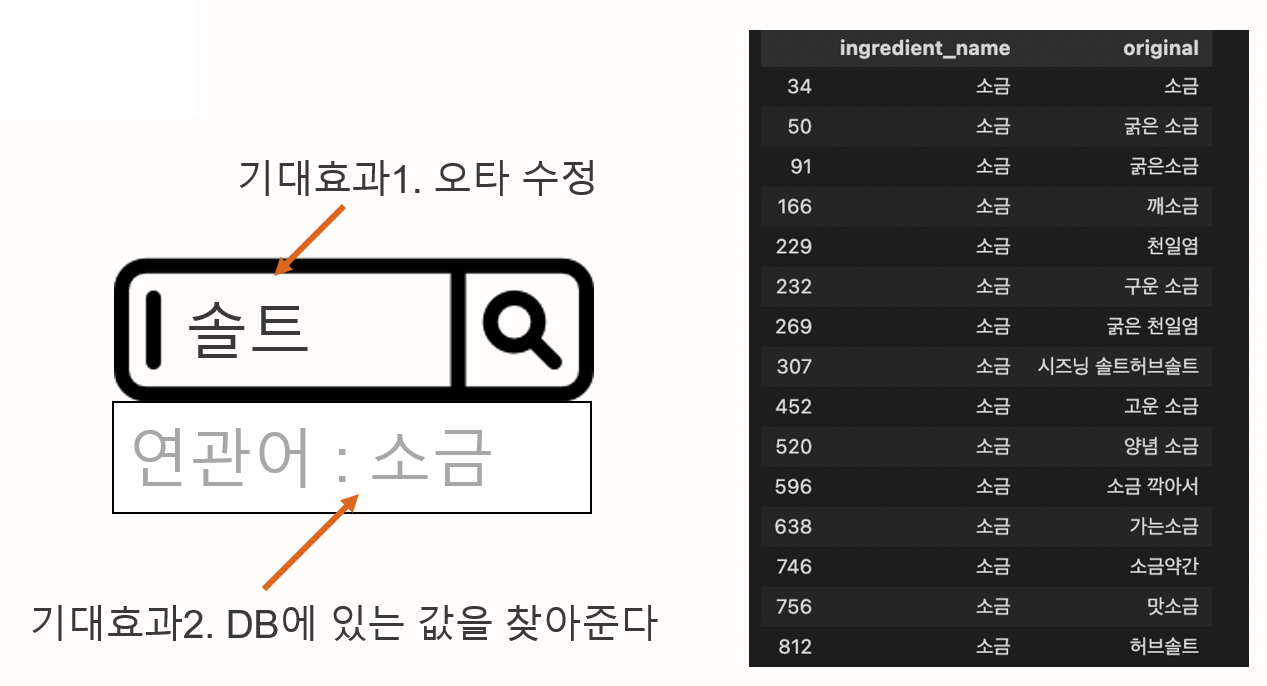 기대효과1. 오타 수정
솔트
연관어 : 소금
기대효과2. DB에 있는 값을 찾아준다
ingredient_name original
34 소금 소금
50 소금 굵은 소금
91 소금 굵은소금
166 소금 깨소금
229 소금 천일염
232 소금 구운 소금
269 소금 굵은 천일염
307 소금 시즈닝 솔트허브솔트
452 소금 고운 소금
520 소금 양념 소금
596 소금 소금 깍아서
638 소금 가는소금
746 소금 소금약간
756 소금 맛소금
812 소금 허브솔트